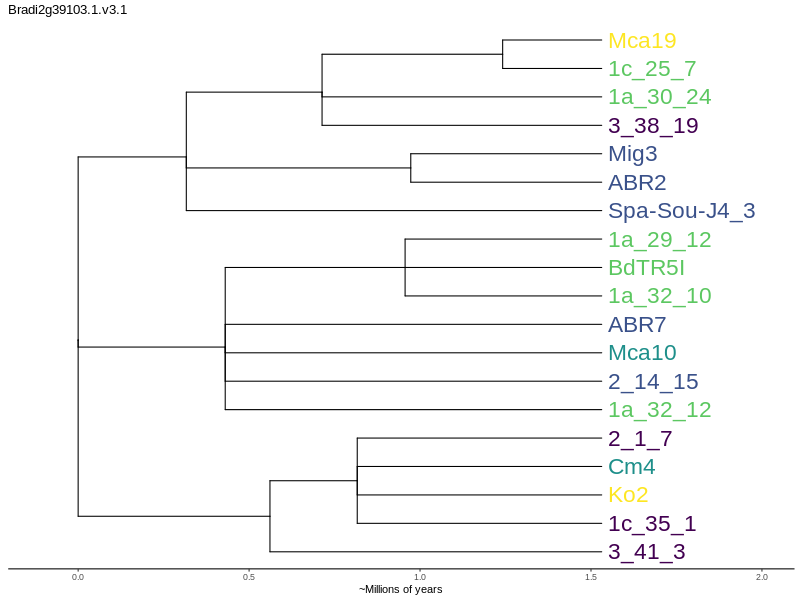 Bradi2g39103.1.v3.1
Mca19
1c_25_7
1a_30_24
3_38_19
Mig3
ABR2
Spa-Sou-J4_3
1a_29_12
BdTR5I
1a_32_10
ABR7
Mca10
2_14_15
1a_32_12
2_1_7
Cm4
Ko2
1c_35_1
3_41_3
0.0 0.5 1.0 1.5 2.0
~Millions of years